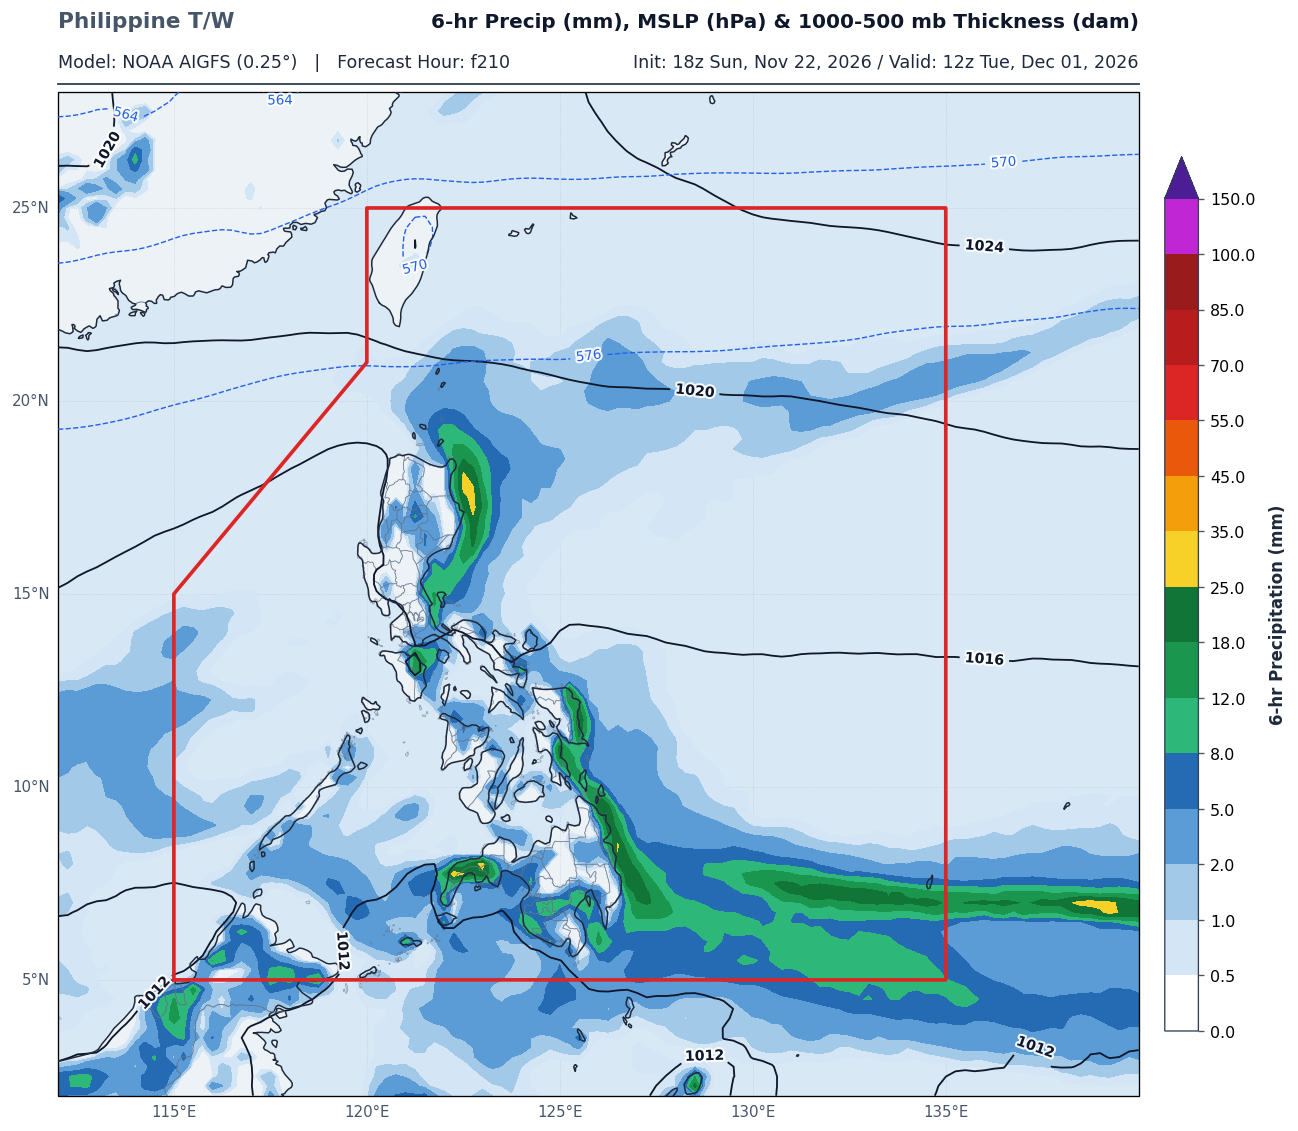 Philippine T/W
6-hr Precip (mm), MSLP (hPa) & 1000-500 mb Thickness (dam)
Model: NOAA AIGFS (0.25°) | Forecast Hour: f210
Init: 18z Sun, Nov 22, 2026 / Valid: 12z Tue, Dec 01, 2026
564
564
1020
570
25°N
1024
570
576
20°N
1020
15°N
1016
10°N
1012
1012
5°N
1012
1012
115°E
120°E
125°E
130°E
135°E
150.0
100.0
85.0
70.0
55.0
45.0
35.0
25.0
18.0
12.0
8.0
5.0
2.0
1.0
0.5
0.0
6-hr Precipitation (mm)